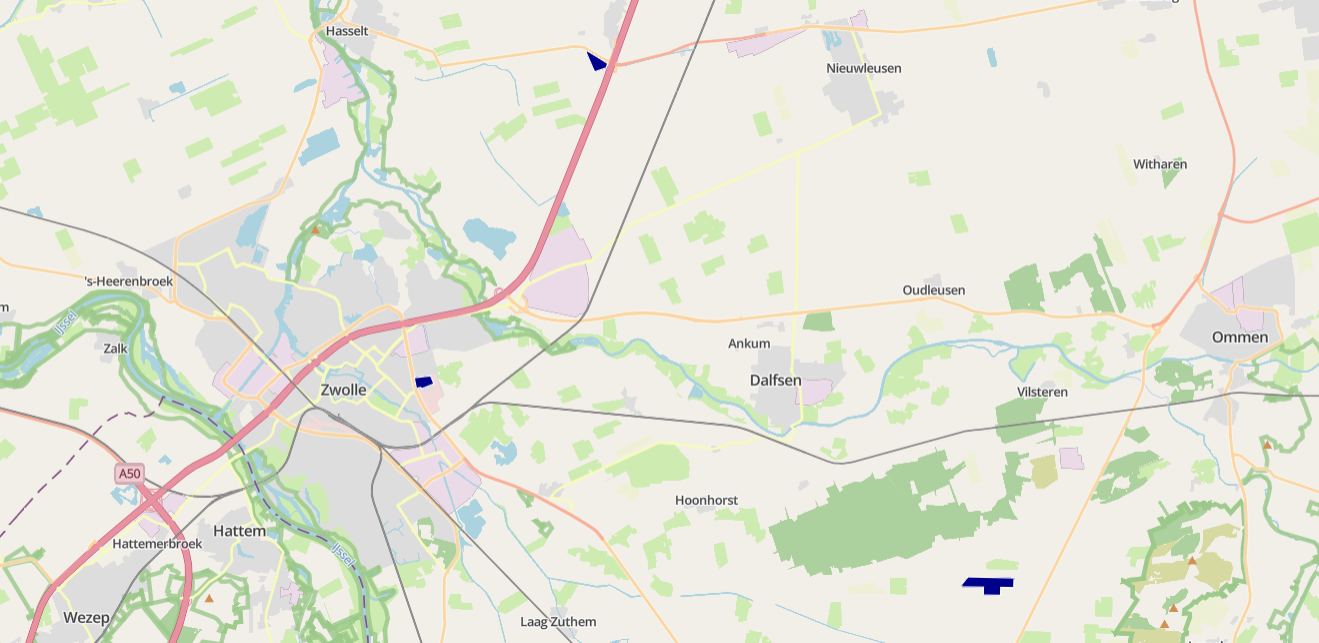 Hasselt
Nieuwleusen
Witharen
's-Heerenbroek
Oudleusen
IJssel
Ommen
Ankum
Zalk
Dalfsen
Zwolle
Vilsteren
A50
Hoonhorst
Hattem
Hattemerbroek
IJssel
Wezep
Laag Zuthem